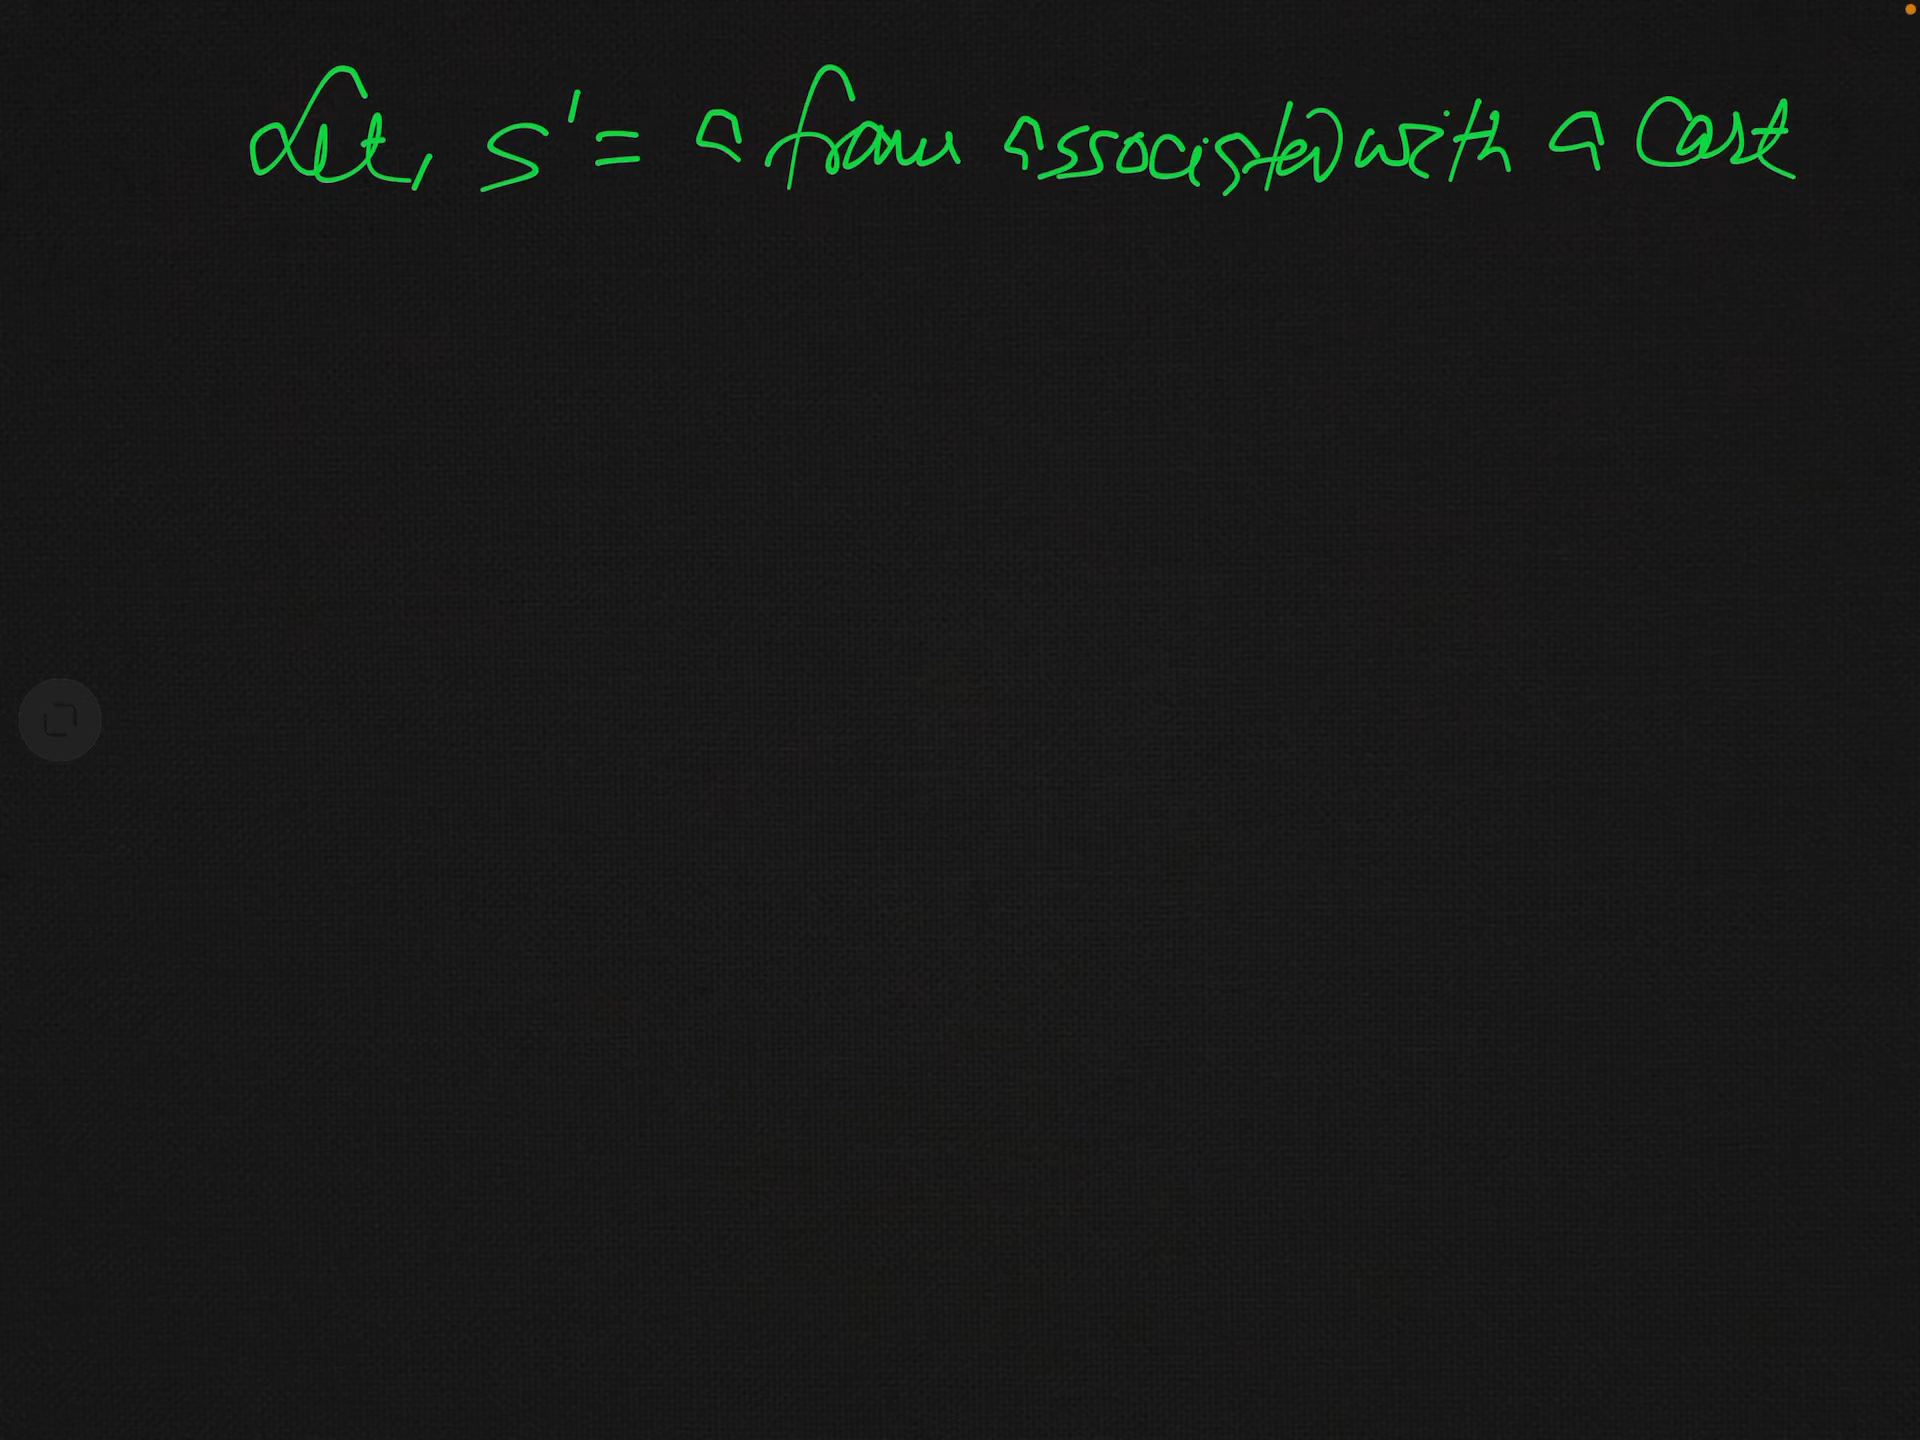 Let, S' = a frame associated with a Cart